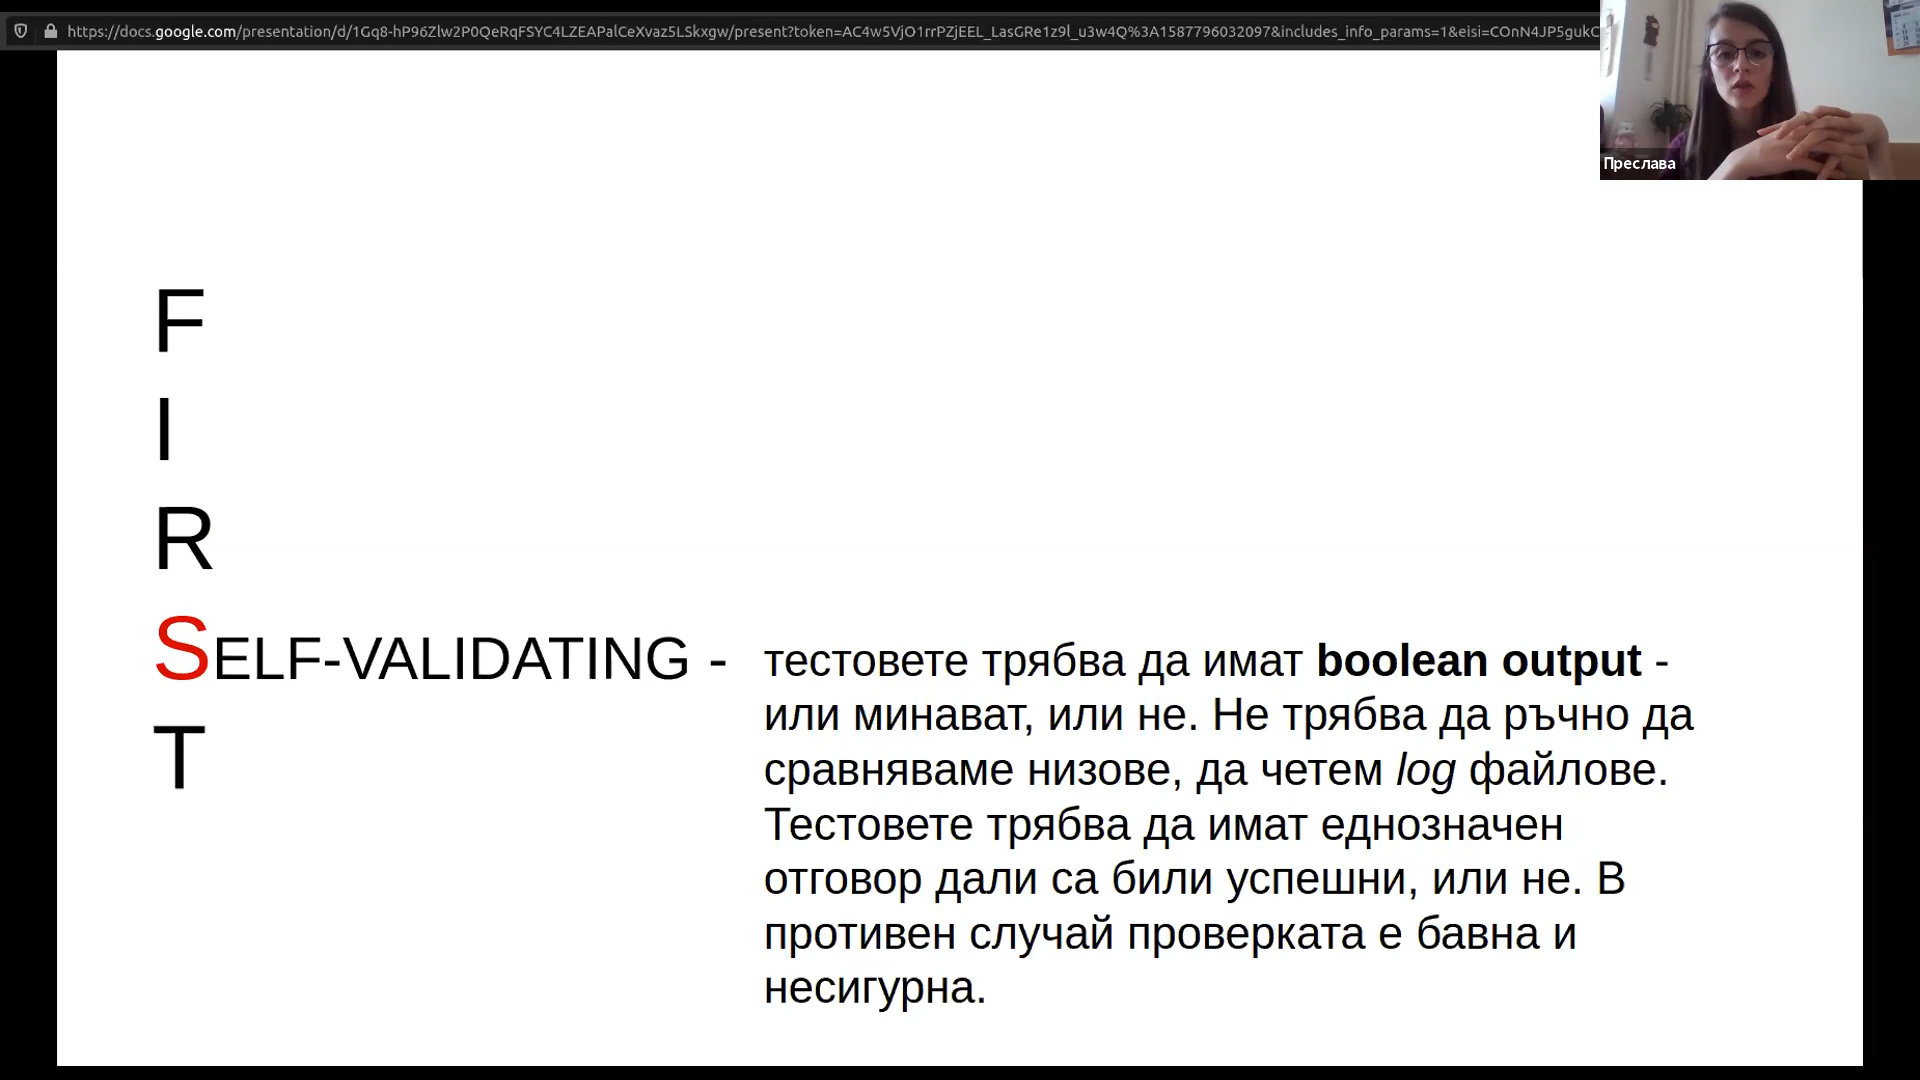 https://docs.google.com/presentation/d/1Gq8-hP96Zlw2P0QeRqFSYC4LZEAPalCeXvaz5LSkxgw/present?token=AC4w5VjO1rrPZjEEL_LasGRe1z9l_u3w4Q%3A1587796032097&includes_info_params=1&eisi=COnN4JP5gukC
Преслава
F
I
R
SELF-VALIDATING - тестовете трябва да имат boolean output -
или минават, или не. Не трябва да ръчно да
сравняваме низове, да четем log файлове.
T
Тестовете трябва да имат еднозначен
отговор дали са били успешни, или не. В
противен случай проверката е бавна и
несигурна.